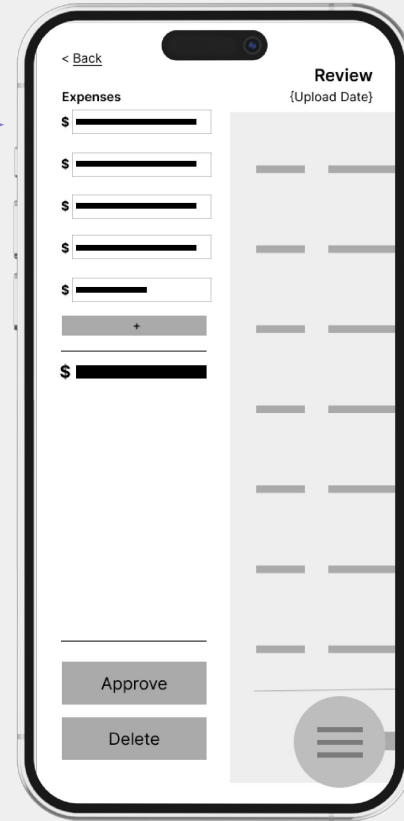 < Back
Review
Expenses
{Upload Date}
$
$
$
$
$
+
$
Approve
Delete